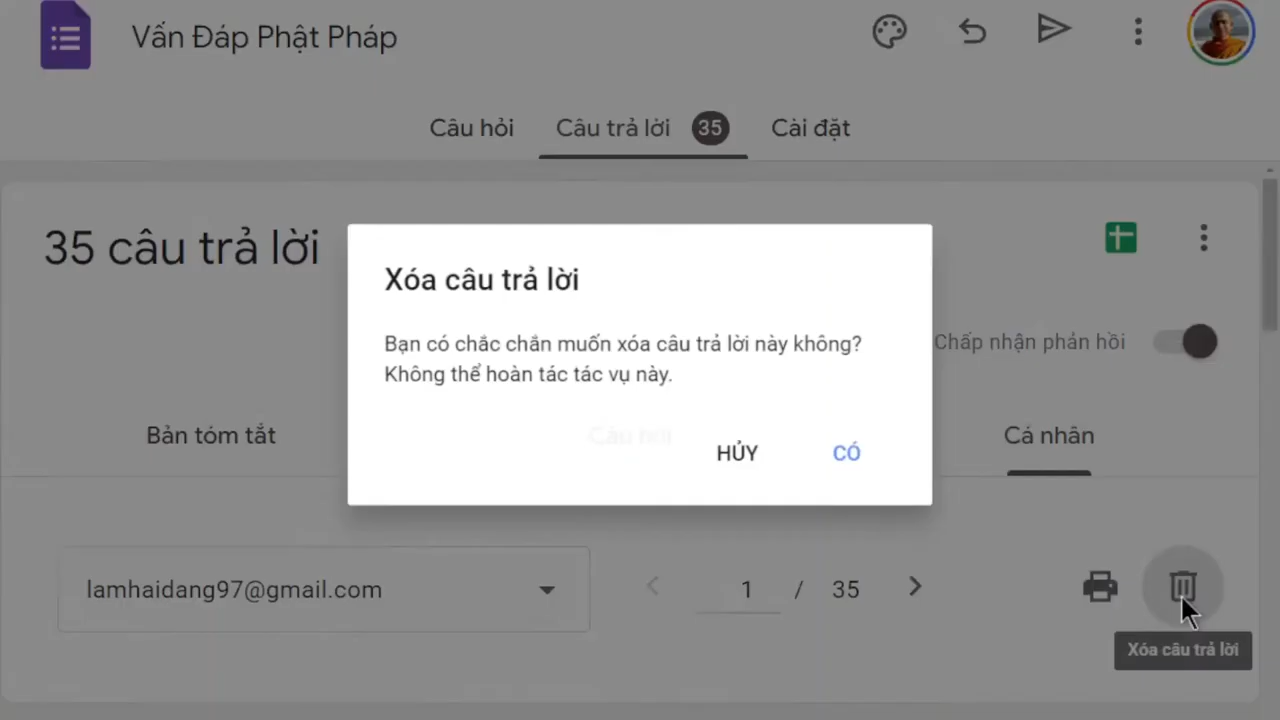 Vấn Đáp Phật Pháp
Câu hỏi
Câu trả lời 35
Cài đặt
35 câu trả lời
Chấp nhận phản hồi
Xóa câu trả lời
Bạn có chắc chắn muốn xóa câu trả lời này không?
Không thể hoàn tác tác vụ này.
HỦY
CÓ
Bản tóm tắt
Câu hỏi
Cá nhân
lamhaidang97@gmail.com
1 / 35
Xóa câu trả lời